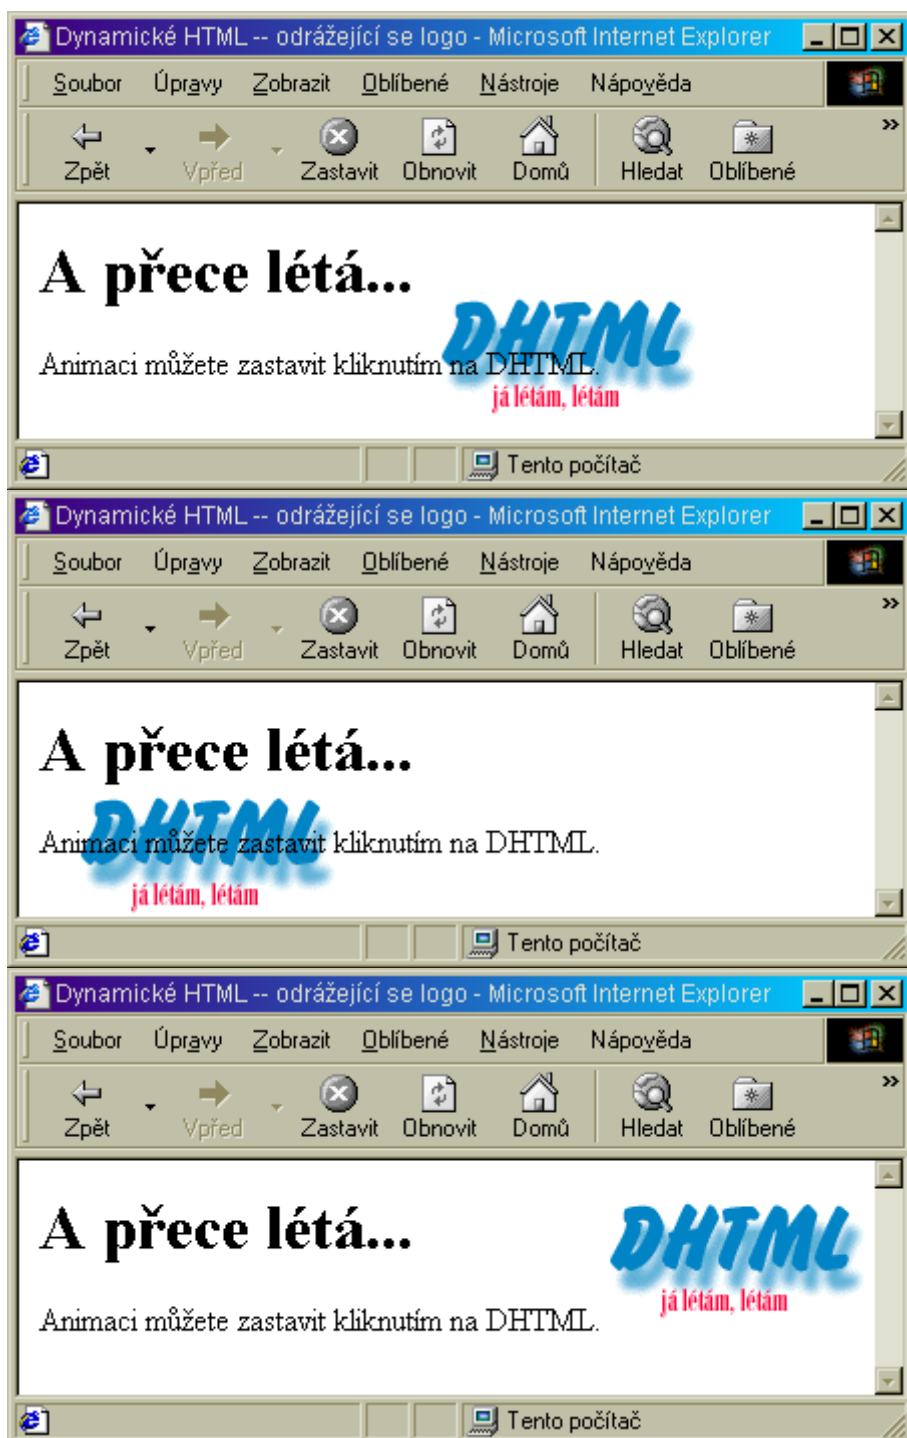 Dynamické HTML -- odrážející se logo - Microsoft Internet Explorer
Soubor Úpravy Zobrazit Oblíbené Nástroje Nápověda
Zpět Vpřed Zastavit Obnovit Domů Hledat Oblíbené »
A přece létá...
DHTML
Animaci můžete zastavit kliknutím na DHTML.
já létám, létám
Tento počítač
Dynamické HTML -- odrážející se logo - Microsoft Internet Explorer
Soubor Úpravy Zobrazit Oblíbené Nástroje Nápověda
Zpět Vpřed Zastavit Obnovit Domů Hledat Oblíbené »
A přece létá...
DHTML
Animaci můžete zastavit kliknutím na DHTML.
já létám, létám
Tento počítač
Dynamické HTML -- odrážející se logo - Microsoft Internet Explorer
Soubor Úpravy Zobrazit Oblíbené Nástroje Nápověda
Zpět Vpřed Zastavit Obnovit Domů Hledat Oblíbené »
A přece létá...
DHTML
já létám, létám
Animaci můžete zastavit kliknutím na DHTML.
Tento počítač